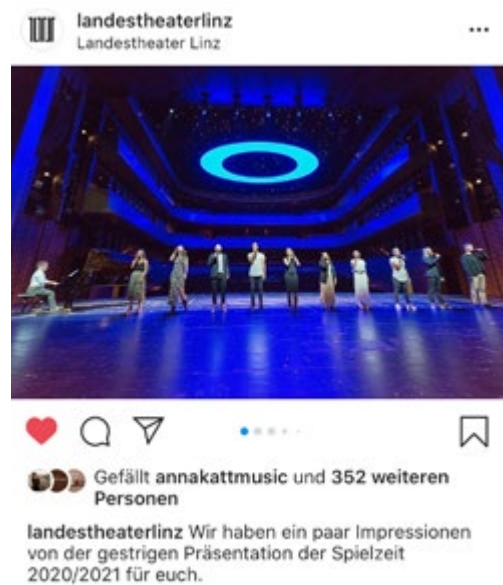 landestheaterlinz
Landestheater Linz
Gefällt annakattmusic und 352 weiteren
Personen
landestheaterlinz Wir haben ein paar Impressionen
von der gestrigen Präsentation der Spielzeit
2020/2021 für euch.